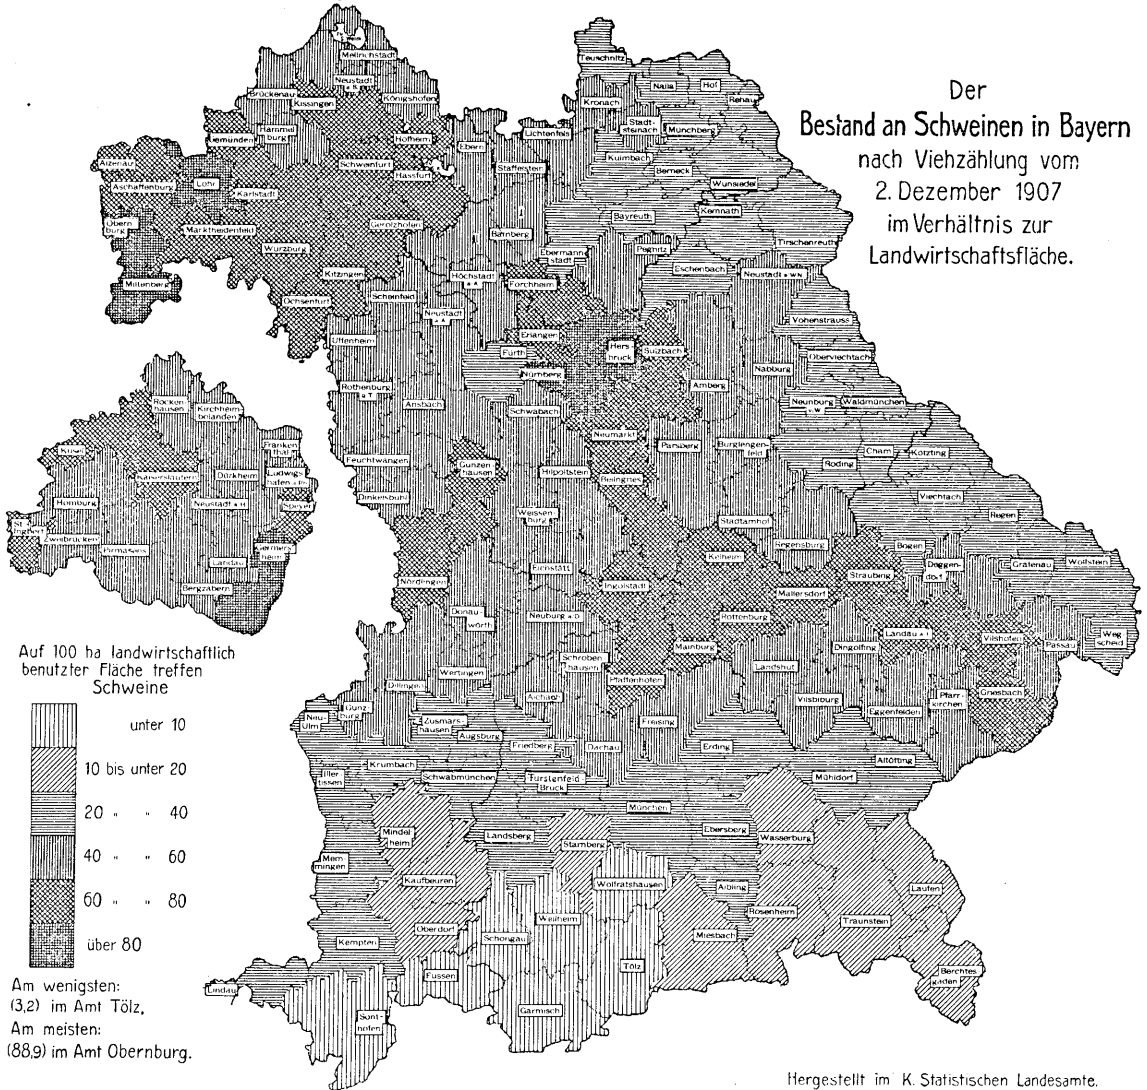 Der
Bestand an Schweinen in Bayern
nach Viehzählung vom
2. Dezember 1907
im Verhältnis zur
Landwirtschaftsfläche.
Mellrichstadt
Neustadt a.S.
Brückenau
Kissingen
Königshofen
Hammelburg
Gemünden
Hofheim
Ebern
Lichtenfels
Staffelstein
Teuschnitz
Kronach
Naila
Hof
Rehau
Stadtsteinach
Münchberg
Kulmbach
Berneck
Wunsiedel
Kemnath
Alzenau
Aschaffenburg
Lohr
Karlstadt
Schweinfurt
Hassfurt
Obernburg
Marktheidenfeld
Würzburg
Gerolzhofen
Bamberg
Bayreuth
Pegnitz
Tirschenreuth
Miltenberg
Kitzingen
Ochsenfurt
Scheinfeld
Höchstadt a.A.
Ebermannstadt
Forchheim
Eschenbach
Neustadt a.WN.
Neustadt a.A.
Uffenheim
Erlangen
Fürth
Nürnberg
Hersbruck
Sulzbach
Vohenstrauss
Oberviechtach
Nabburg
Amberg
Rothenburg a.T.
Ansbach
Schwabach
Neunburg v.W.
Waldmünchen
Neumarkt
Parsberg
Burglengenfeld
Cham
Kötzting
Roding
Feuchtwangen
Gunzenhausen
Hilpoltstein
Beilngries
Dinkelsbühl
Weissenburg
Stadtamhof
Regensburg
Viechtach
Regen
Rockenhausen
Kirchheimbolanden
Kusel
Frankenthal
Kaiserslautern
Dürkheim
Ludwigshafen a.Rh.
Homburg
Neustadt a.H.
Speyer
St. Ingbert
Zweibrücken
Pirmasens
Germersheim
Landau
Bergzabern
Nördlingen
Eichstätt
Ingolstadt
Kelheim
Mallersdorf
Straubing
Bogen
Deggendorf
Grafenau
Wolfstein
Donauwörth
Neuburg a.D.
Rottenburg
Landau a.I.
Vilshofen
Passau
Wegscheid
Mainburg
Dingolfing
Schrobenhausen
Pfaffenhofen
Landshut
Griesbach
Wertingen
Dillingen
Aichach
Vilsbiburg
Eggenfelden
Pfarrkirchen
Neu-Ulm
Günzburg
Zusmarshausen
Augsburg
Friedberg
Dachau
Freising
Erding
Altötting
Krumbach
Illertissen
Schwabmünchen
Fürstenfeldbruck
Mühldorf
München
Mindelheim
Landsberg
Starnberg
Ebersberg
Wasserburg
Memmingen
Kaufbeuren
Wolfratshausen
Aibling
Rosenheim
Laufen
Traunstein
Oberdorf
Weilheim
Schongau
Miesbach
Kempten
Füssen
Tölz
Berchtesgaden
Lindau
Garmisch
Sonthofen
Auf 100 ha landwirtschaftlich
benutzter Fläche treffen
Schweine
unter 10
10 bis unter 20
20 " " 40
40 " " 60
60 " " 80
über 80
Am wenigsten:
(3,2) im Amt Tölz,
Am meisten:
(88,9) im Amt Obernburg.
Hergestellt im K. Statistischen Landesamte.